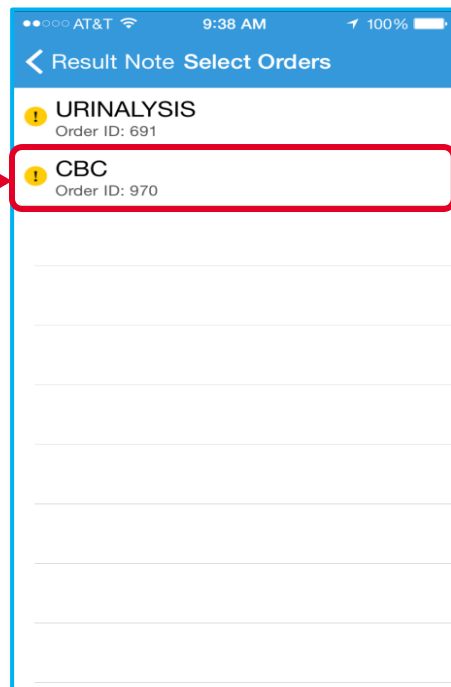 AT&T 9:38 AM 100%
Result Note Select Orders
! URINALYSIS
Order ID: 691
! CBC
Order ID: 970